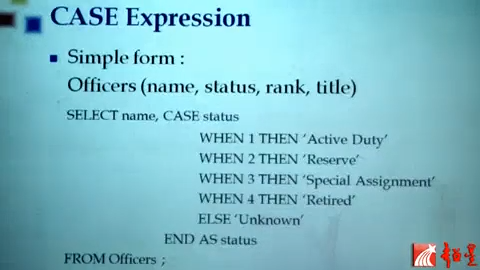 CASE Expression
Simple form :
Officers (name, status, rank, title)
SELECT name, CASE status
WHEN 1 THEN ‘Active Duty’
WHEN 2 THEN ‘Reserve’
WHEN 3 THEN ‘Special Assignment’
WHEN 4 THEN ‘Retired’
ELSE ‘Unknown’
END AS status
FROM Officers ;